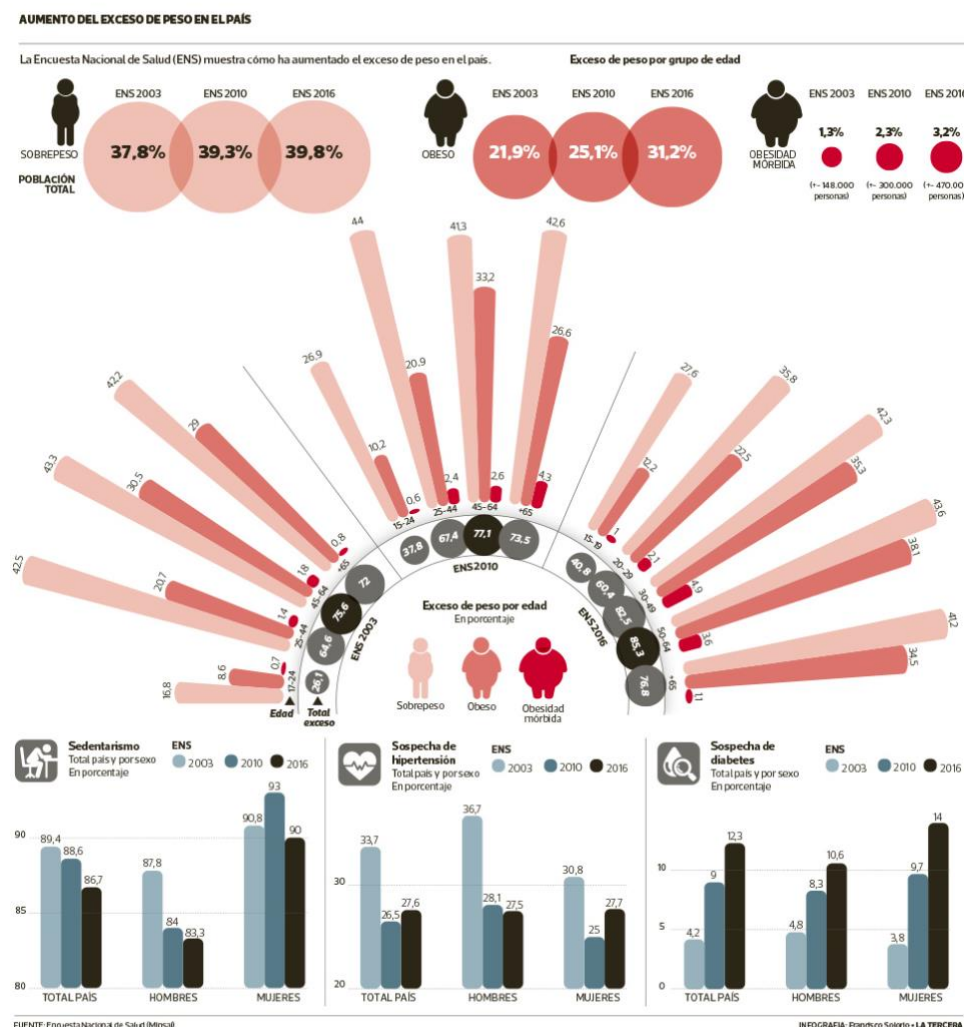 AUMENTO DEL EXCESO DE PESO EN EL PAÍS
La Encuesta Nacional de Salud (ENS) muestra cómo ha aumentado el exceso de peso en el país.
Exceso de peso por grupo de edad
ENS 2003 ENS 2010 ENS 2016
37,8% 39,3% 39,8%
SOBREPESO
POBLACIÓN
TOTAL
ENS 2003 ENS 2010 ENS 2016
21,9% 25,1% 31,2%
OBESO
ENS 2003 ENS 2010 ENS 2016
1,3% 2,3% 3,2%
OBESIDAD
MÓRBIDA
(+- 148.000 (+- 300.000 (+- 470.00
personas) personas) personas)
16,8 8,6 0,7 17-24 26,1
42,5 20,7 1,4 25-44 64,6
43,3 30,5 1,8 45-64 75,6
42,2 29 0,8 +65 72
ENS 2003
26,9 10,2 0,6 15-24 37,8
44 20,9 2,4 25-44 67,4
41,3 33,2 2,6 45-64 77,1
42,6 26,6 4,3 +65 73,5
ENS 2010
27,6 12,2 1 15-19 40,8
35,8 22,5 2,1 20-29 60,4
42,3 35,3 4,9 30-49 82,5
43,6 38,1 3,6 50-64 85,3
41,2 34,5 1,1 +65 76.8
ENS 2016
Edad
Total
exceso
Exceso de peso por edad
En porcentaje
Sobrepeso
Obeso
Obesidad
mórbida
Sedentarismo
Total país y por sexo
En porcentaje
ENS
2003 2010 2016
90
85
80
89,4 88,6 86,7
87,8 84 83,3
90,8 93 90
TOTAL PAÍS HOMBRES MUJERES
Sospecha de
hipertensión
Total país y por sexo
En porcentaje
ENS
2003 2010 2016
30
20
33,7 26,5 27,6
36,7 28,1 27,5
30,8 25 27,7
TOTAL PAÍS HOMBRES MUJERES
Sospecha de
diabetes
Total país y por sexo
En porcentaje
ENS
2003 2010 2016
10
5
0
4,2 9 12,3
4,8 8,3 10,6
3,8 9,7 14
TOTAL PAÍS HOMBRES MUJERES
FUENTE: Encuesta Nacional de Salud (Minsal)
INFOGRAFIA: Francisco Solorio • LA TERCERA